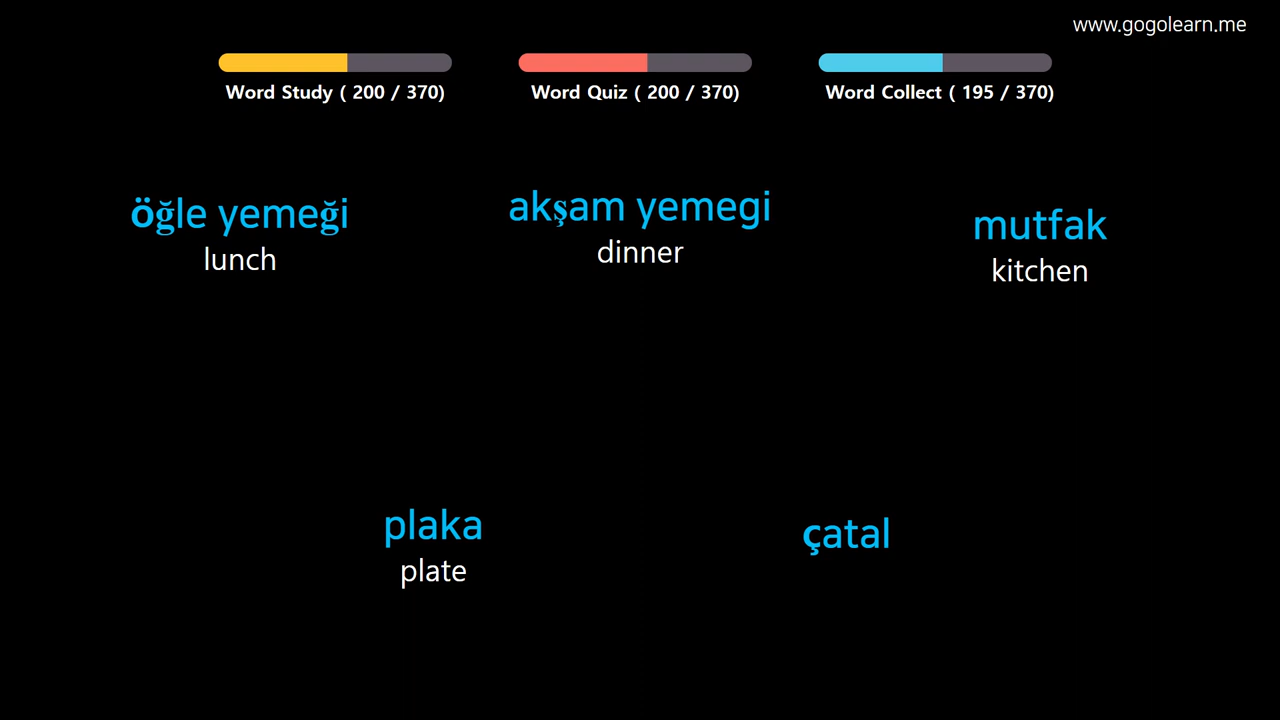 www.gogolearn.me
Word Study ( 200 / 370)
Word Quiz ( 200 / 370)
Word Collect ( 195 / 370)
öğle yemeği
lunch
akşam yemegi
dinner
mutfak
kitchen
plaka
plate
çatal